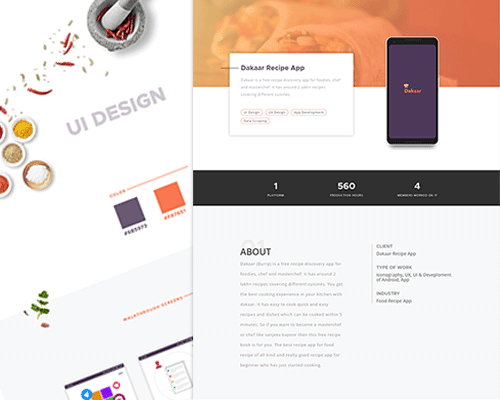 UI DESIGN
COLOR
#685973
#FF7651
WALKTHROUGH SCREENS
Dakaar Recipe App
Dakaar is a free recipe discovery app for foodies, chef
and masterchef. It has around 2 lakh+ recipes
covering different cuisines.
UI Design
UX Design
App Development
Data Scraping
Dakaar
1
PLATFORM
560
PRODUCTION HOURS
4
MEMBERS WORKED ON IT
01
ABOUT
Dakaar (Burrp) is a free recipe discovery app for
foodies, chefs and masterchef. It has around 2
lakh+ recipes covering different cuisines. You get
the best cooking experience in your kitchen with
dakaar. It has easy to cook quick and easy
recipes and dishes which can be cooked within 5
minutes. So if you want to become a masterchef
or chef like sanjeev kapoor then this free recipe
book is for you. The best recipe app for food
recipe of all kind and really good recipe app for
beginner who has just started cooking.
CLIENT
Dakaar Recipe App
TYPE OF WORK
Iconography, UX, UI & Development
of Android, App
INDUSTRY
Food Recipe App